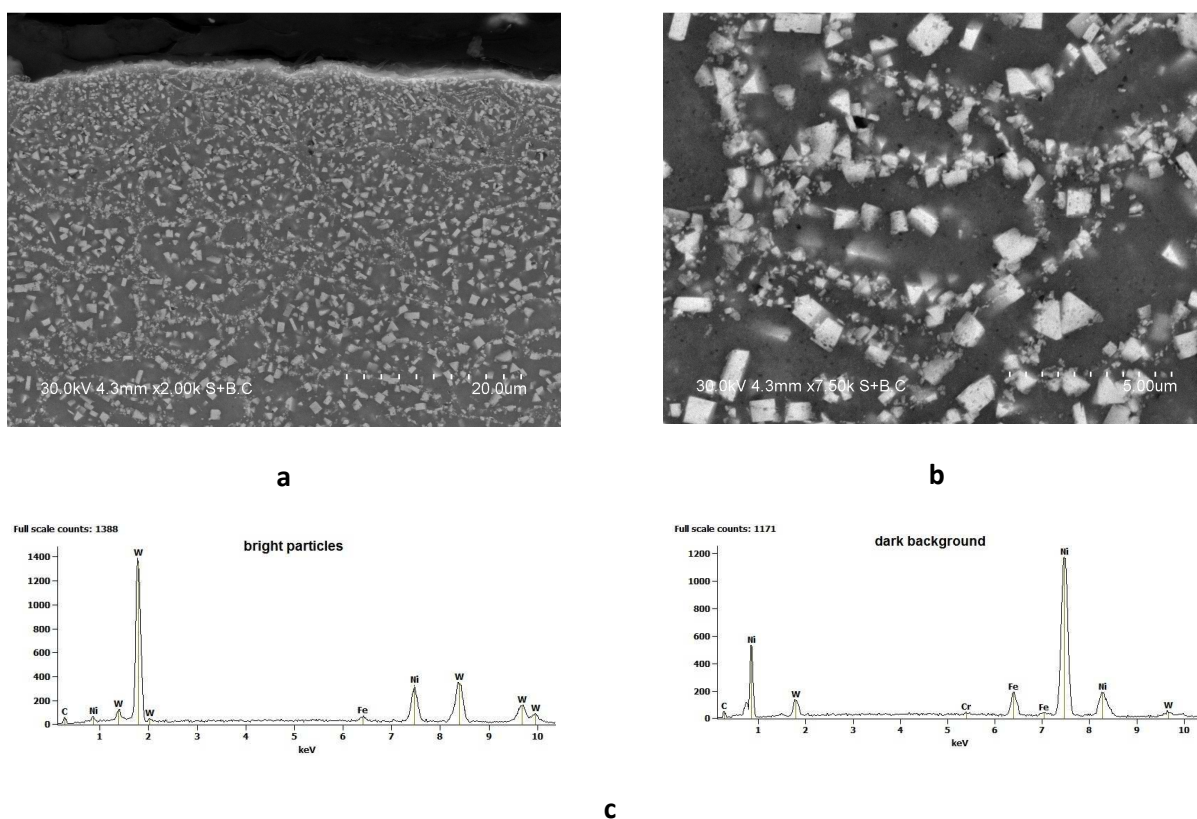 30.0kV 4.3mm x2.00k S+B.C 20.0um
30.0kV 4.3mm x7.50k S+B.C 5.00um
a
b
Full scale counts: 1388
bright particles
1400
1200
1000
800
600
400
200
0
C
Ni
W
W
W
Fe
Ni
W
W
W
1
2
3
4
5
6
7
8
9
10
keV
Full scale counts: 1171
dark background
1200
1000
800
600
400
200
0
C
Ni
W
Cr
Fe
Fe
Ni
Ni
W
1
2
3
4
5
6
7
8
9
10
keV
c